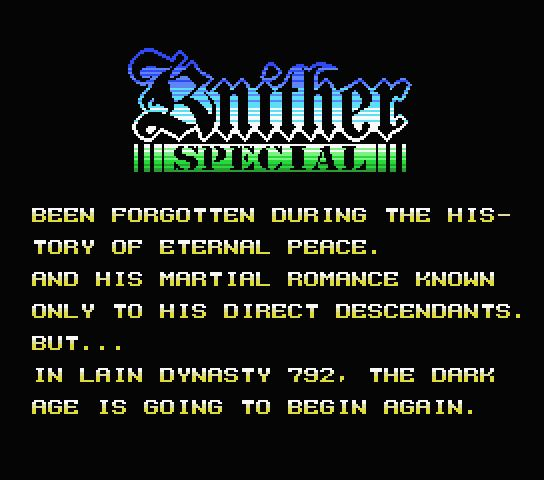 Knither
SPECIAL
BEEN FORGOTTEN DURING THE HIS-
TORY OF ETERNAL PEACE.
AND HIS MARTIAL ROMANCE KNOWN
ONLY TO HIS DIRECT DESCENDANTS.
BUT...
IN LAIN DYNASTY 792, THE DARK
AGE IS GOING TO BEGIN AGAIN.